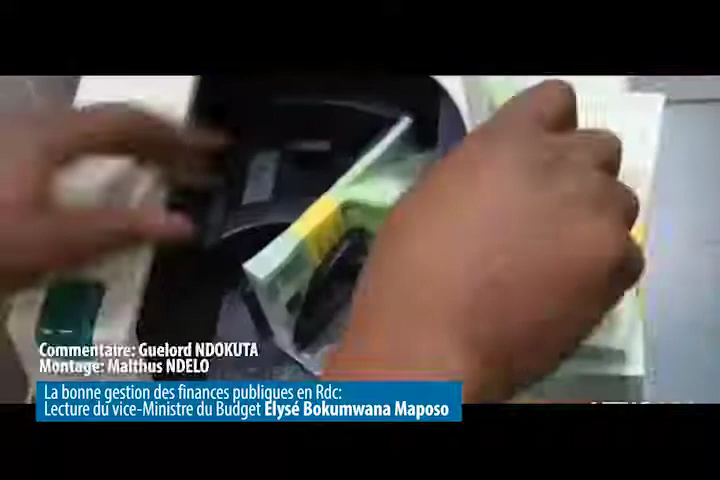 Commentaire: Guelord NDOKUTA
Montage: Malthus NDELO
La bonne gestion des finances publiques en Rdc:
Lecture du vice-Ministre du Budget Elysé Bokumwana Maposo